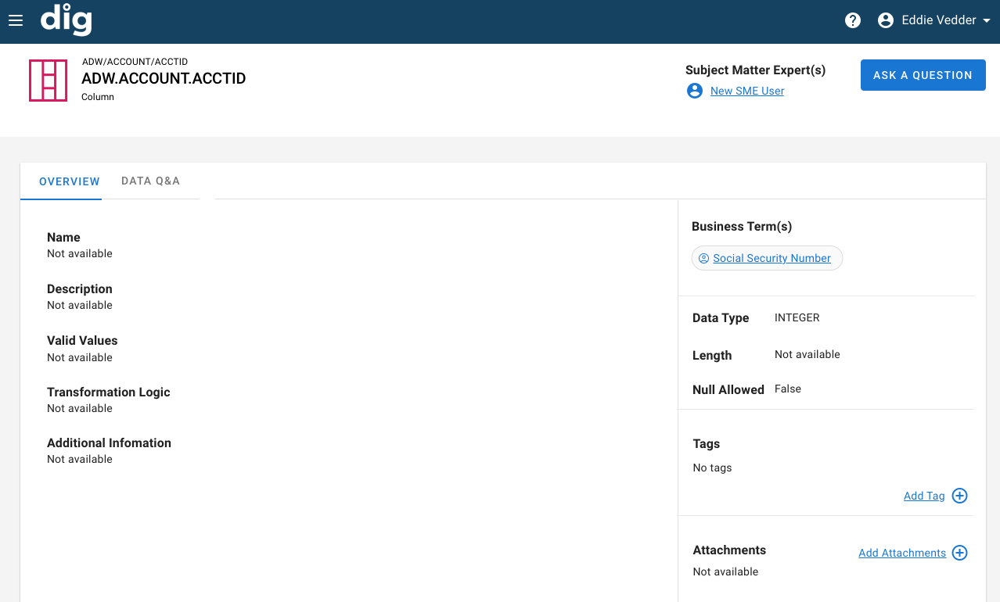 dig
Eddie Vedder
ADW/ACCOUNT/ACCTID
ADW.ACCOUNT.ACCTID
Column
Subject Matter Expert(s)
New SME User
ASK A QUESTION
OVERVIEW
DATA Q&A
Name
Not available
Description
Not available
Valid Values
Not available
Transformation Logic
Not available
Additional Infomation
Not available
Business Term(s)
Social Security Number
Data Type INTEGER
Length Not available
Null Allowed False
Tags
No tags
Add Tag
Attachments
Add Attachments
Not available